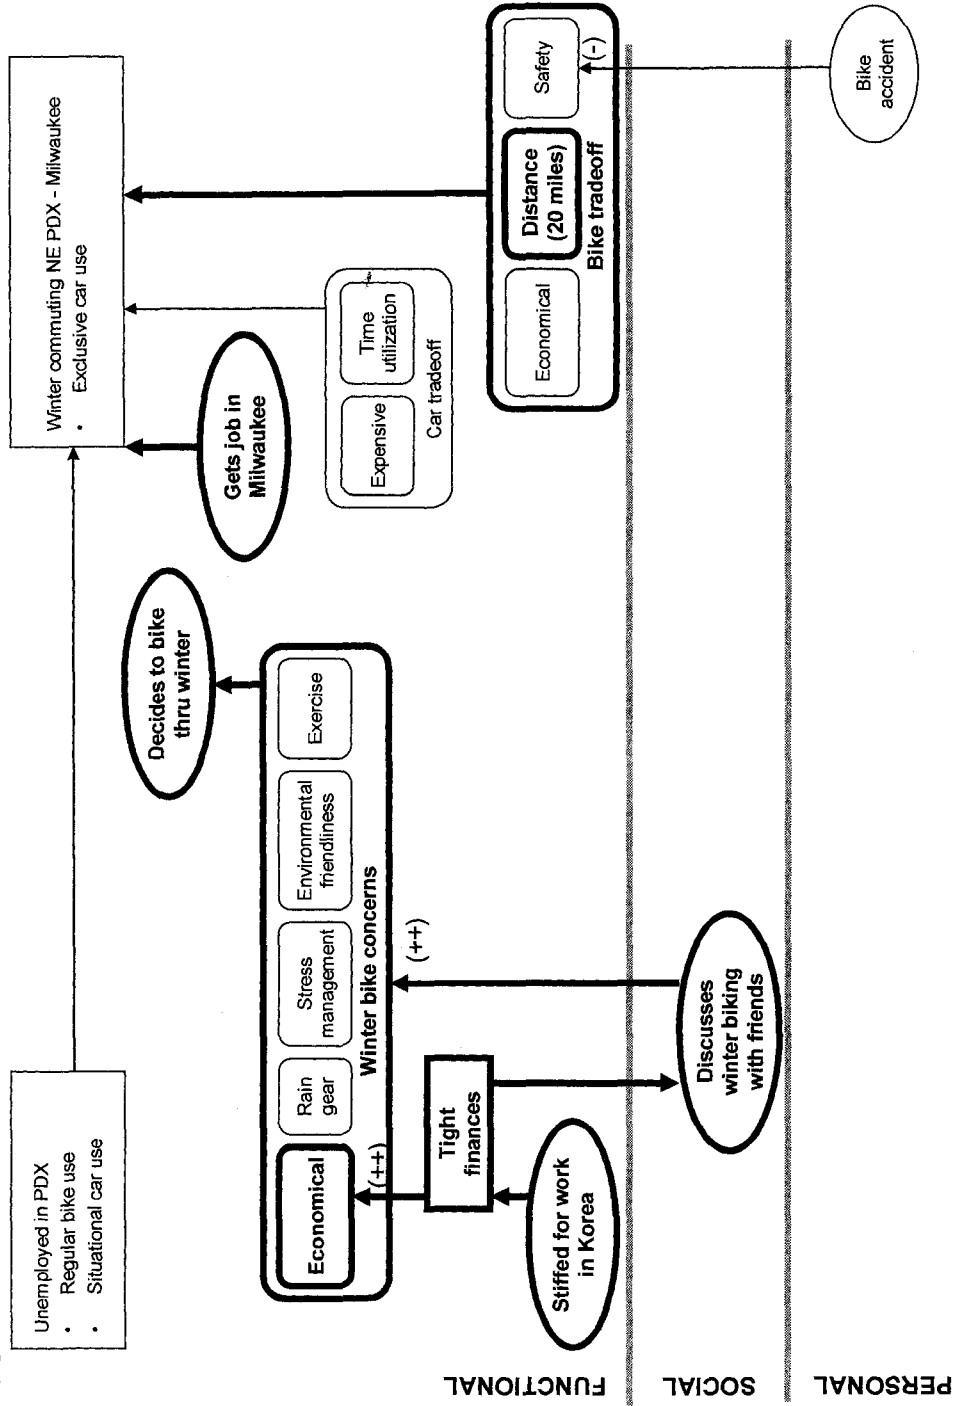 Unemployed in PDX
• Regular bike use
• Situational car use
Winter commuting NE PDX - Milwaukee
• Exclusive car use
Decides to bike
thru winter
Gets job in
Milwaukee
Economical
(++)
Rain
gear
Stress
management
Environmental
friendliness
Exercise
Winter bike concerns
(++)
Expensive
Time
utilization
Car tradeoff
Tight
finances
Stiffed for work
in Korea
Economical
Distance
(20 miles)
Safety
(-)
Bike tradeoff
FUNCTIONAL
Discusses
winter biking
with friends
SOCIAL
Bike
accident
PERSONAL